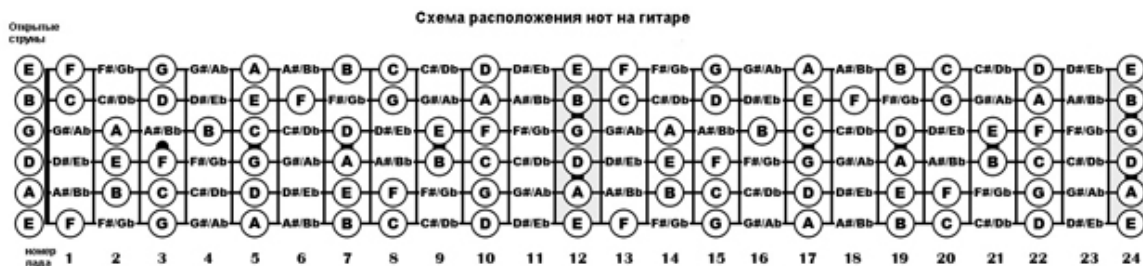 Схема расположения нот на гитаре
Открытые
струны
E F F#/Gb G G#/Ab A A#/Bb B C C#/Db D D#/Eb E F F#/Gb G G#/Ab A A#/Bb B C C#/Db D D#/Eb E
B C C#/Db D D#/Eb E F F#/Gb G G#/Ab A A#/Bb B C C#/Db D D#/Eb E F F#/Gb G G#/Ab A A#/Bb B
G G#/Ab A A#/Bb B C C#/Db D D#/Eb E F F#/Gb G G#/Ab A A#/Bb B C C#/Db D D#/Eb E F F#/Gb G
D D#/Eb E F F#/Gb G G#/Ab A A#/Bb B C C#/Db D D#/Eb E F F#/Gb G G#/Ab A A#/Bb B C C#/Db D
A A#/Bb B C C#/Db D D#/Eb E F F#/Gb G G#/Ab A A#/Bb B C C#/Db D D#/Eb E F F#/Gb G G#/Ab A
E F F#/Gb G G#/Ab A A#/Bb B C C#/Db D D#/Eb E F F#/Gb G G#/Ab A A#/Bb B C C#/Db D D#/Eb E
номер
лада 1 2 3 4 5 6 7 8 9 10 11 12 13 14 15 16 17 18 19 20 21 22 23 24